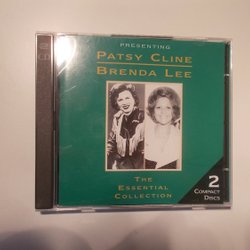 PRESENTING
PATSY CLINE
BRENDA LEE
THE
ESSENTIAL
COLLECTION
2
COMPACT
DISCS